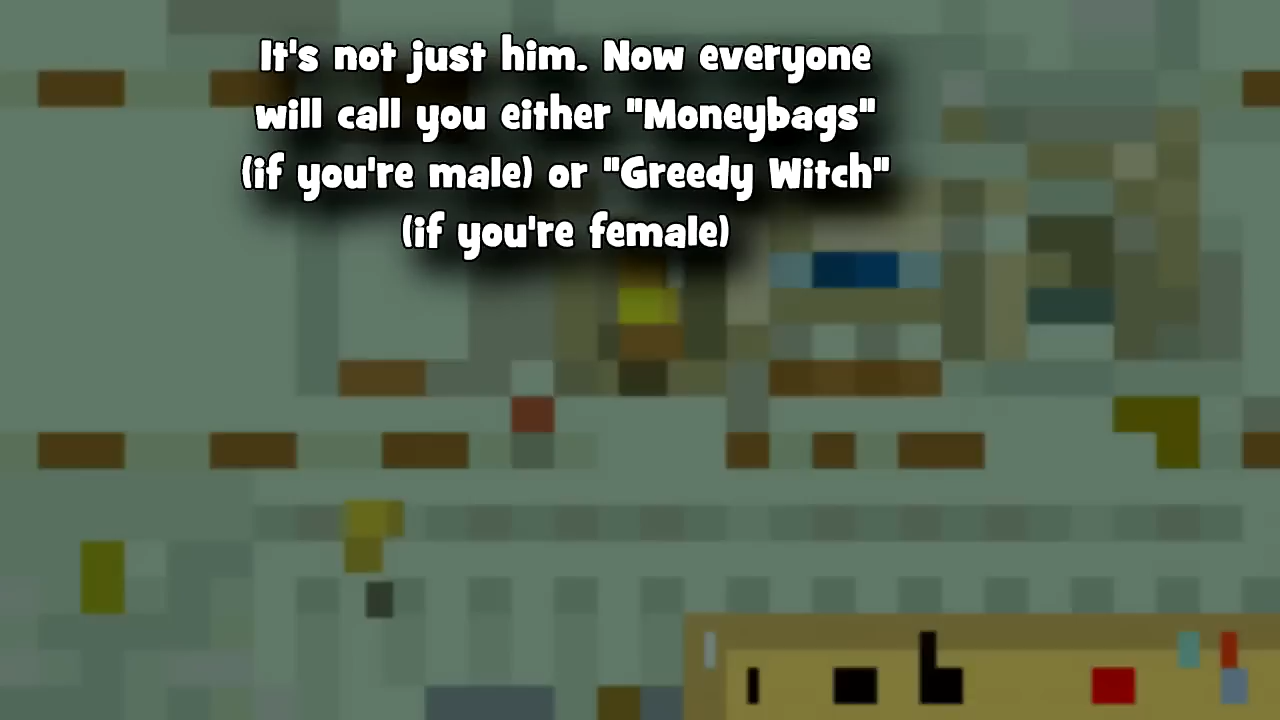 It's not just him. Now everyone
will call you either "Moneybags"
(if you're male) or "Greedy Witch"
(if you're female)